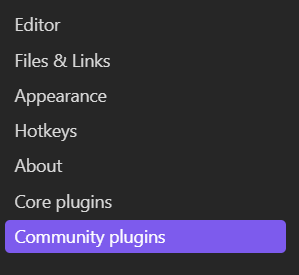 Editor
Files & Links
Appearance
Hotkeys
About
Core plugins
Community plugins